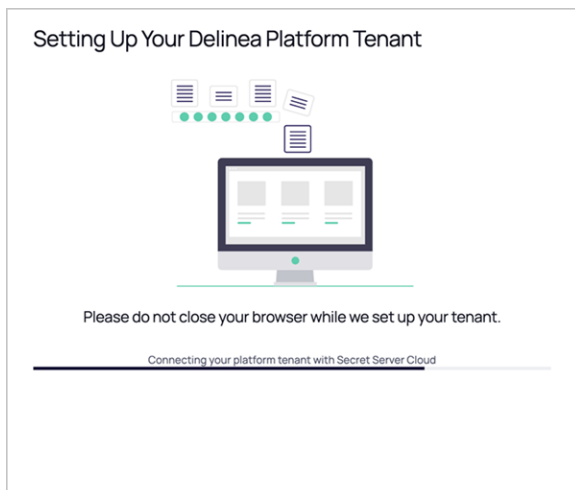 Setting Up Your Delinea Platform Tenant
Please do not close your browser while we set up your tenant.
Connecting your platform tenant with Secret Server Cloud